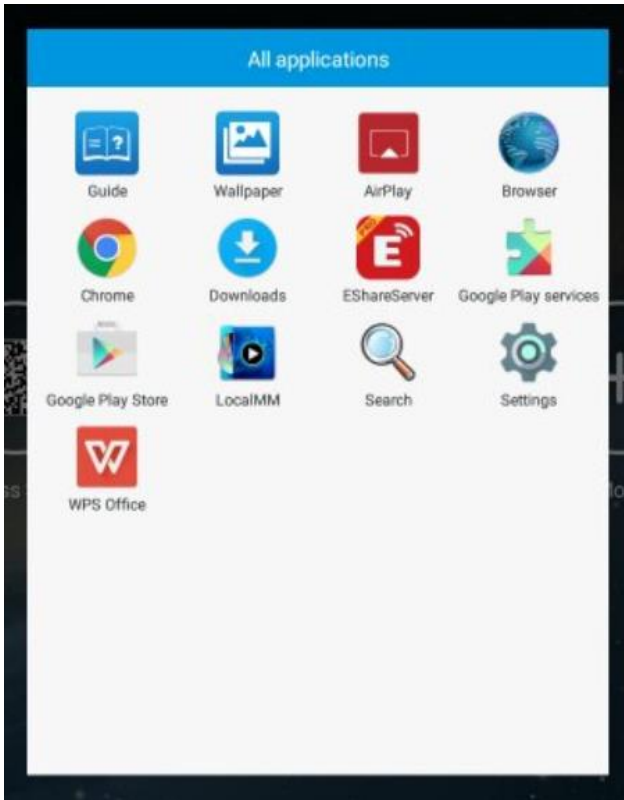 All applications
Guide Wallpaper AirPlay Browser
PRO
E
Chrome Downloads EShareServer Google Play services
Google Play Store LocalMM Search Settings
W
WPS Office